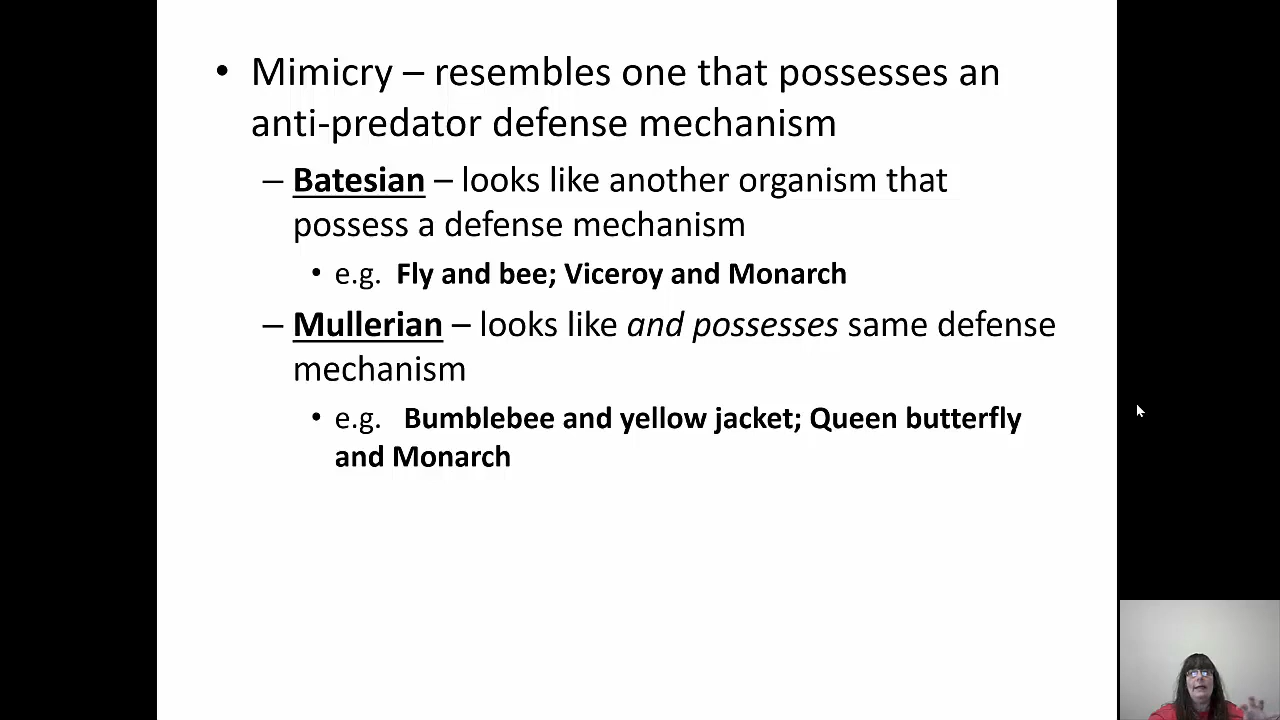 • Mimicry – resembles one that possesses an
anti-predator defense mechanism
– Batesian – looks like another organism that
possess a defense mechanism
• e.g. Fly and bee; Viceroy and Monarch
– Mullerian – looks like and possesses same defense
mechanism
• e.g. Bumblebee and yellow jacket; Queen butterfly
and Monarch